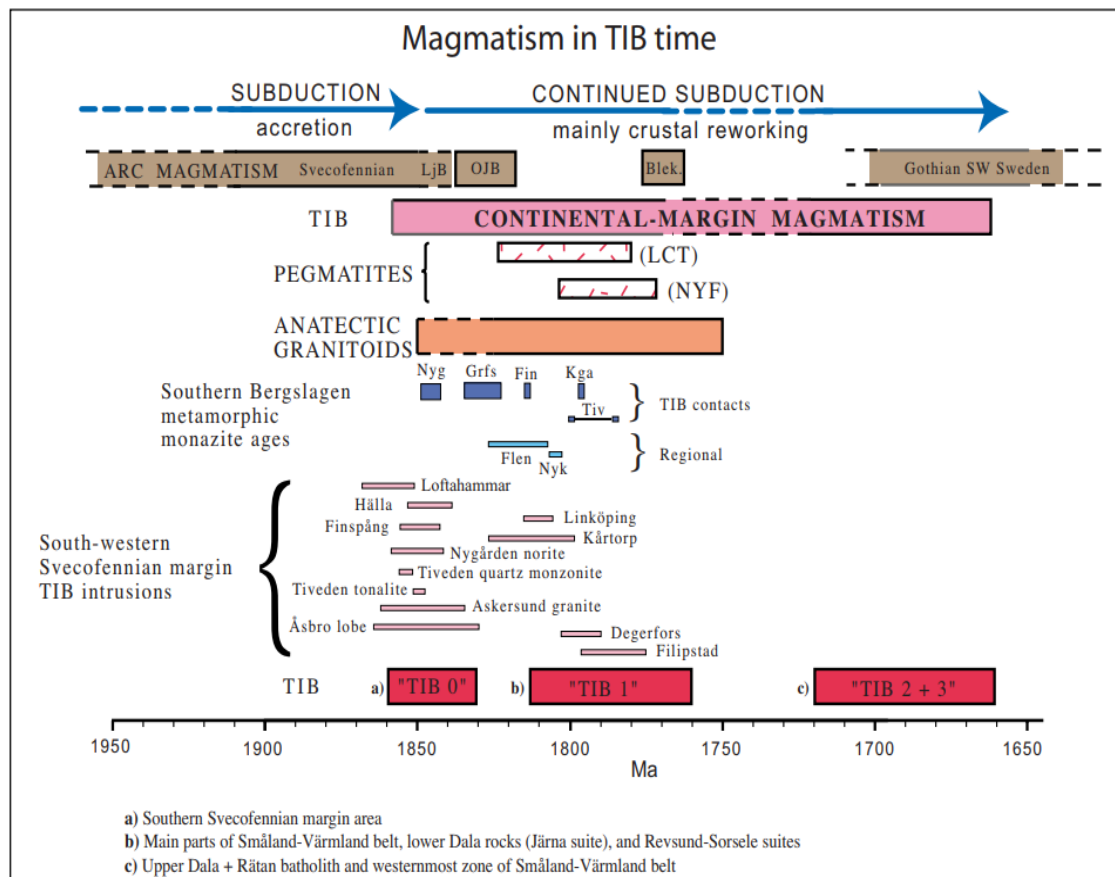 Magmatism in TIB time
SUBDUCTION
accretion
CONTINUED SUBDUCTION
mainly crustal reworking
ARC MAGMATISM
Svecofennian
LjB
OJB
Blek.
Gothian SW Sweden
TIB
CONTINENTAL-MARGIN MAGMATISM
PEGMATITES
(LCT)
(NYF)
ANATECTIC
GRANITOIDS
Southern Bergslagen
metamorphic
monazite ages
Nyg
Grfs
Fin
Kga
Tiv
TIB contacts
Flen
Nyk
Regional
South-western
Svecofennian margin
TIB intrusions
Loftahammar
Hälla
Linköping
Finspång
Kårtorp
Nygården norite
Tiveden quartz monzonite
Tiveden tonalite
Askersund granite
Åsbro lobe
Degerfors
Filipstad
TIB
a) "TIB 0"
b) "TIB 1"
c) "TIB 2 + 3"
1950 1900 1850 1800 1750 1700 1650
Ma
a) Southern Svecofennian margin area
b) Main parts of Småland-Värmland belt, lower Dala rocks (Järna suite), and Revsund-Sorsele suites
c) Upper Dala + Rätan batholith and westernmost zone of Småland-Värmland belt